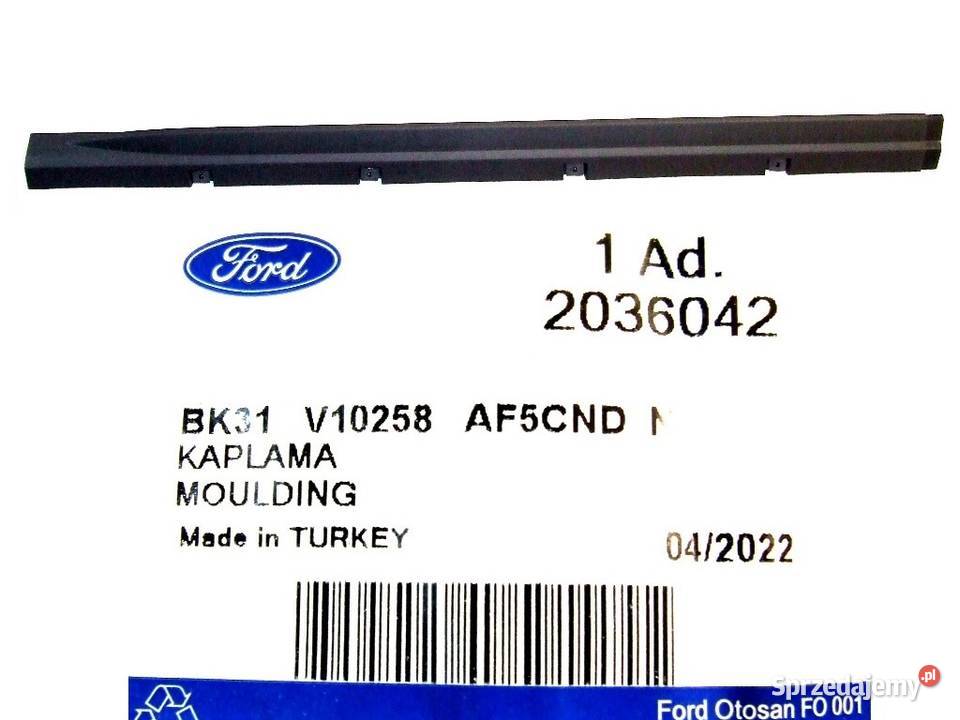 Ford
1 Ad.
2036042
BK31 V10258 AF5CND N
KAPLAMA
MOULDING
Made in TURKEY
04/2022
Ford Otosan FO 001
Sprzedajemy.pl